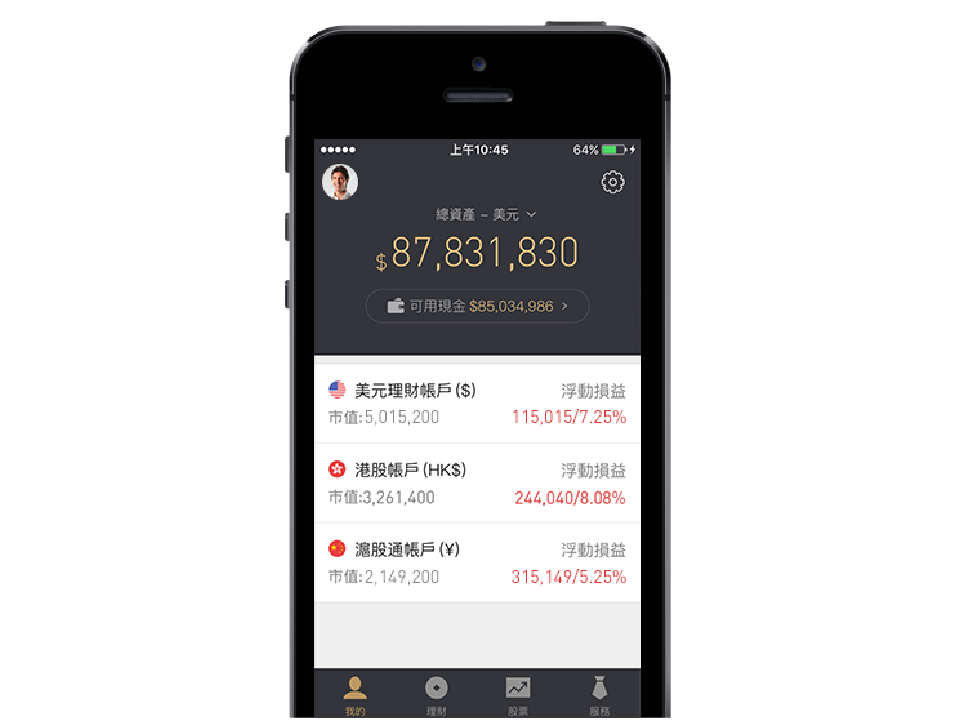 上午10:45
64%
總資產 – 美元
$87,831,830
可用現金 $85,034,986 >
美元理財帳戶($)
浮動損益
市值:5,015,200
115,015/7.25%
港股帳戶(HK$)
浮動損益
市值:3,261,400
244,040/8.08%
滬股通帳戶(¥)
浮動損益
市值:2,149,200
315,149/5.25%
我的
理財
股票
服務